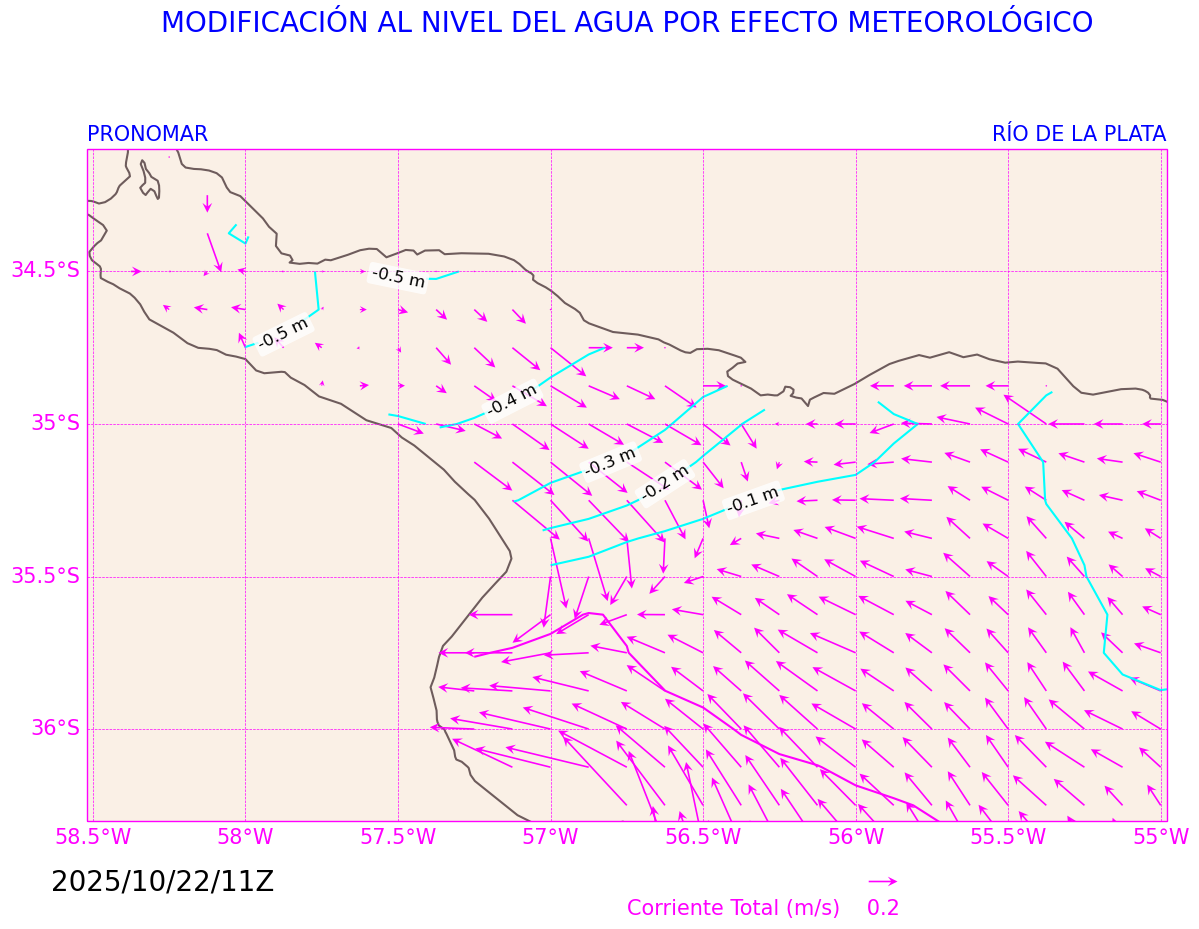 MODIFICACIÓN AL NIVEL DEL AGUA POR EFECTO METEOROLÓGICO
PRONOMAR
RÍO DE LA PLATA
34.5°S
35°S
35.5°S
36°S
-0.5 m
-0.5 m
-0.4 m
-0.3 m
-0.2 m
-0.1 m
58.5°W
58°W
57.5°W
57°W
56.5°W
56°W
55.5°W
55°W
2025/10/22/11Z
Corriente Total (m/s)
0.2